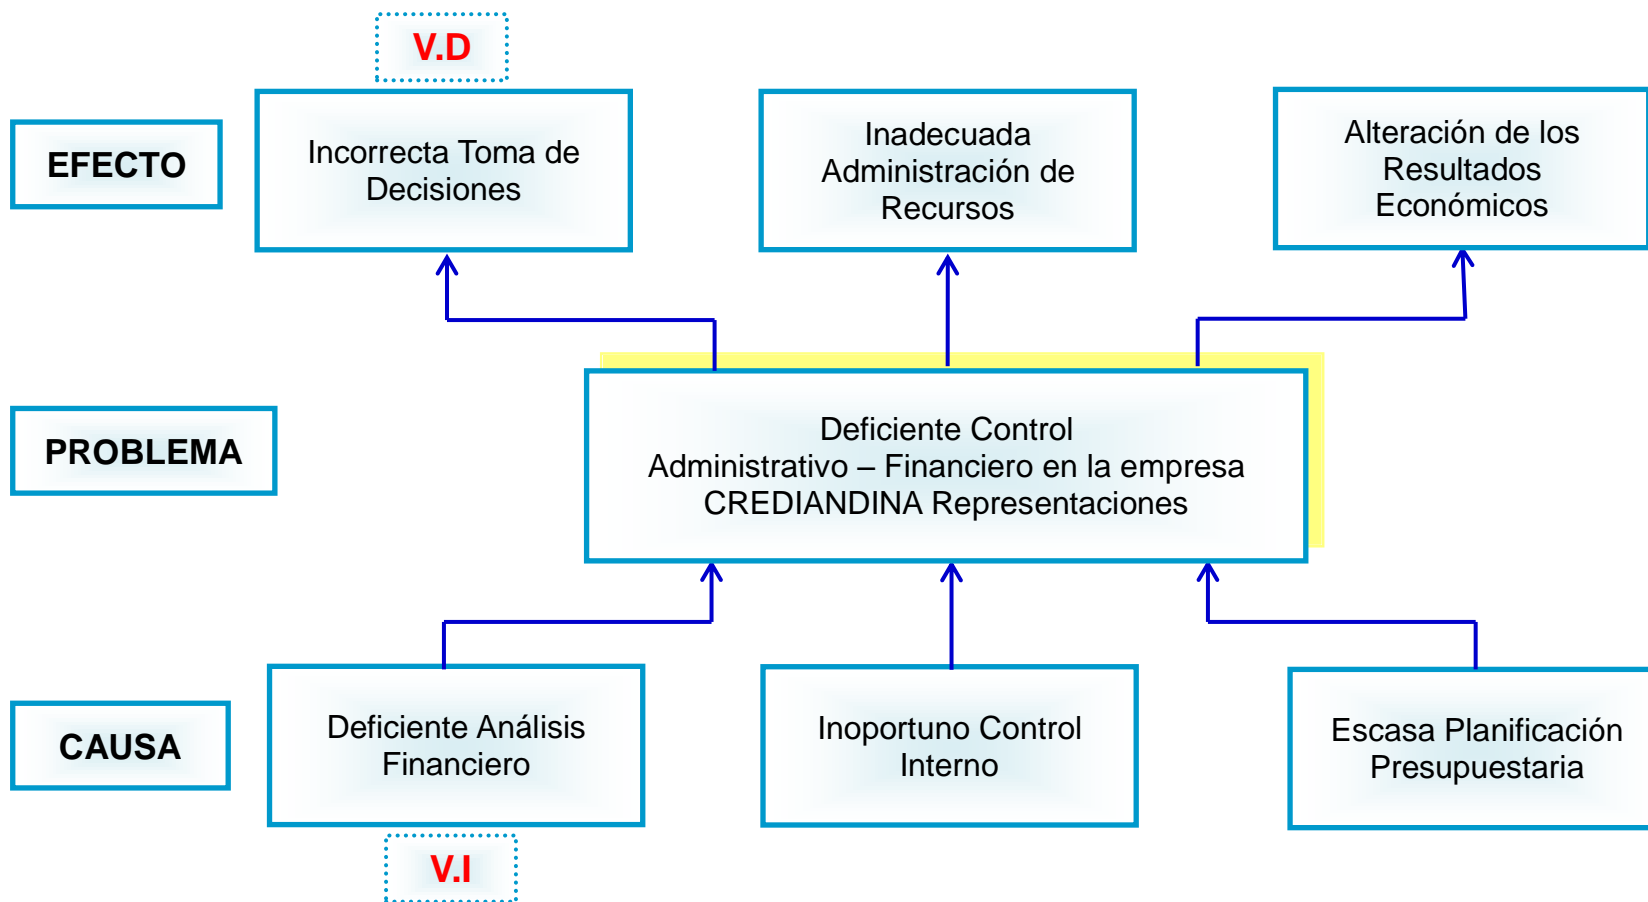 V.D
EFECTO
Incorrecta Toma de
Decisiones
Inadecuada
Administración de
Recursos
Alteración de los
Resultados
Económicos
PROBLEMA
Deficiente Control
Administrativo – Financiero en la empresa
CREDIANDINA Representaciones
CAUSA
Deficiente Análisis
Financiero
Inoportuno Control
Interno
Escasa Planificación
Presupuestaria
V.I